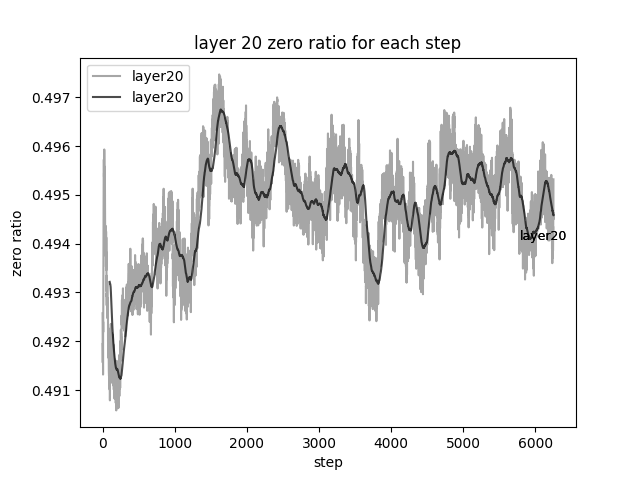 layer 20 zero ratio for each step
layer20
layer20
0.497
0.496
0.495
0.494
0.493
0.492
0.491
zero ratio
layer20
0
1000
2000
3000
4000
5000
6000
step